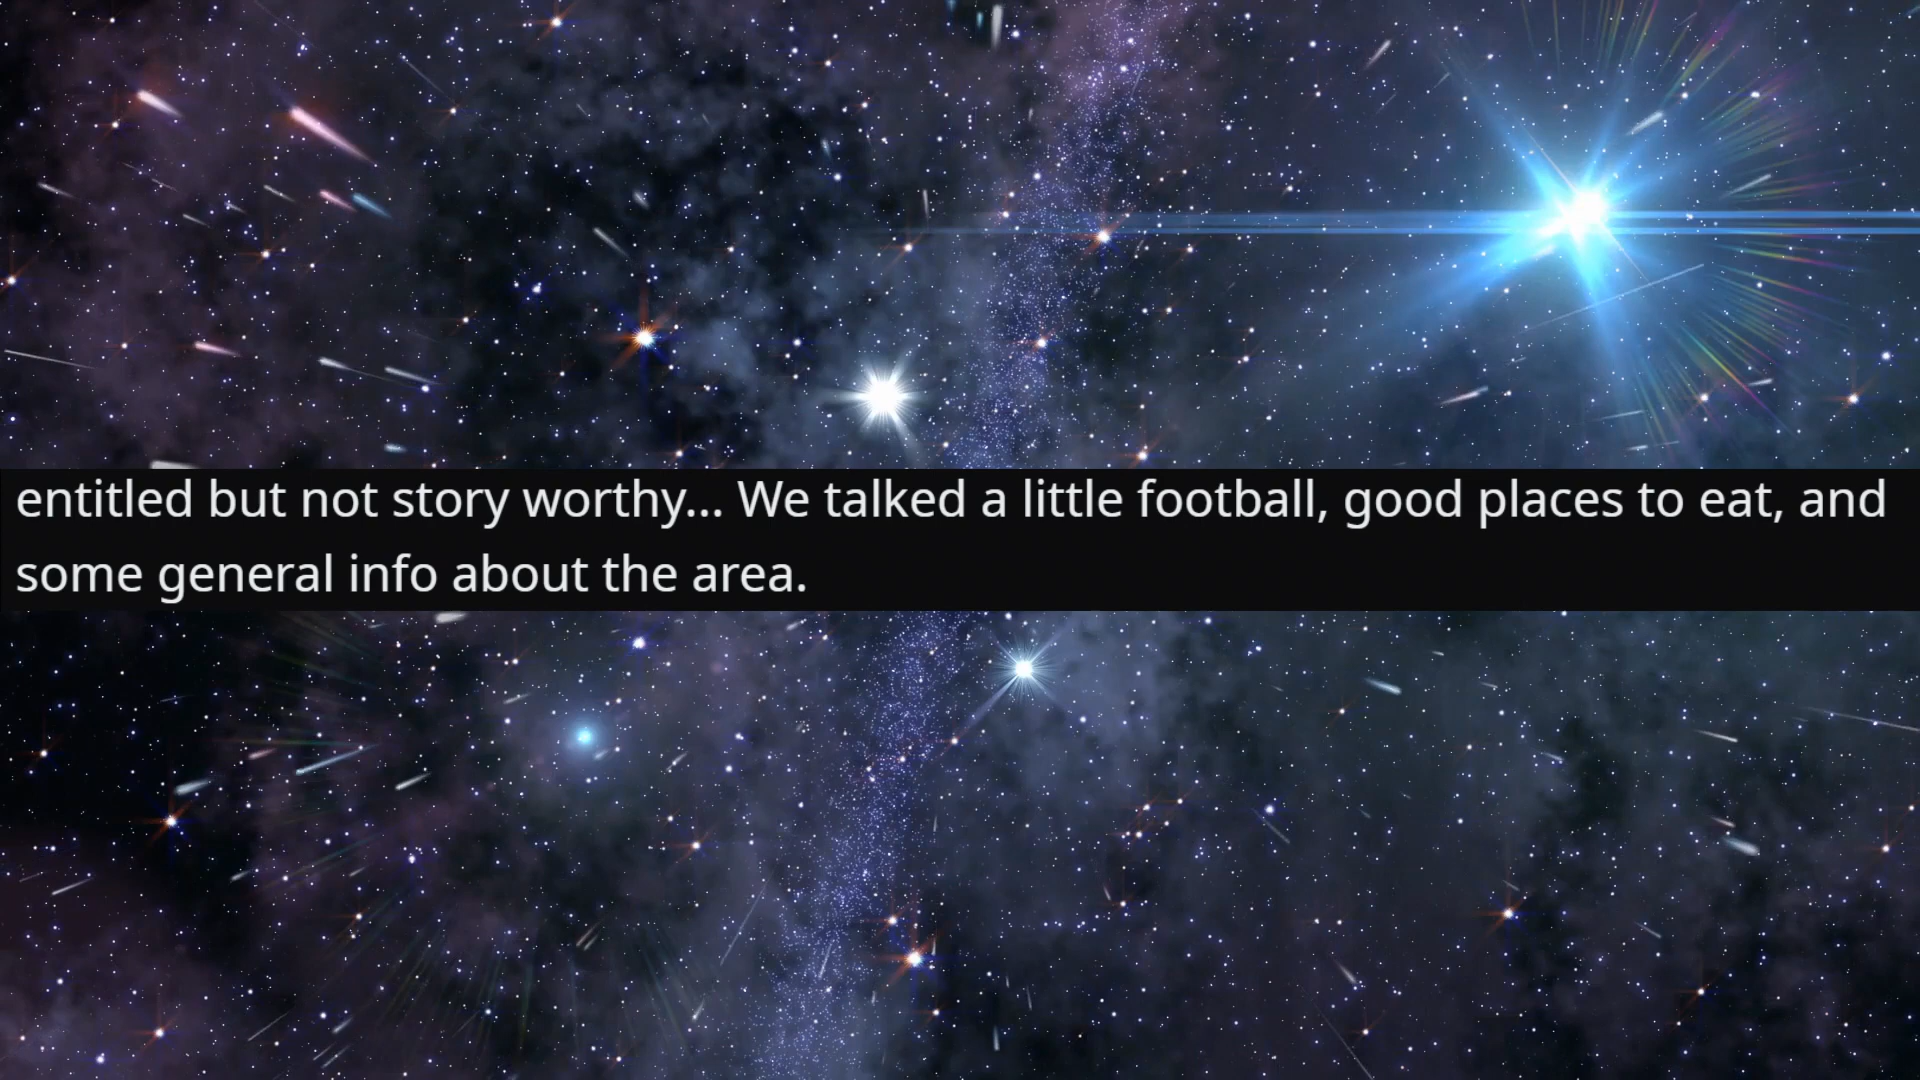 entitled but not story worthy... We talked a little football, good places to eat, and
some general info about the area.